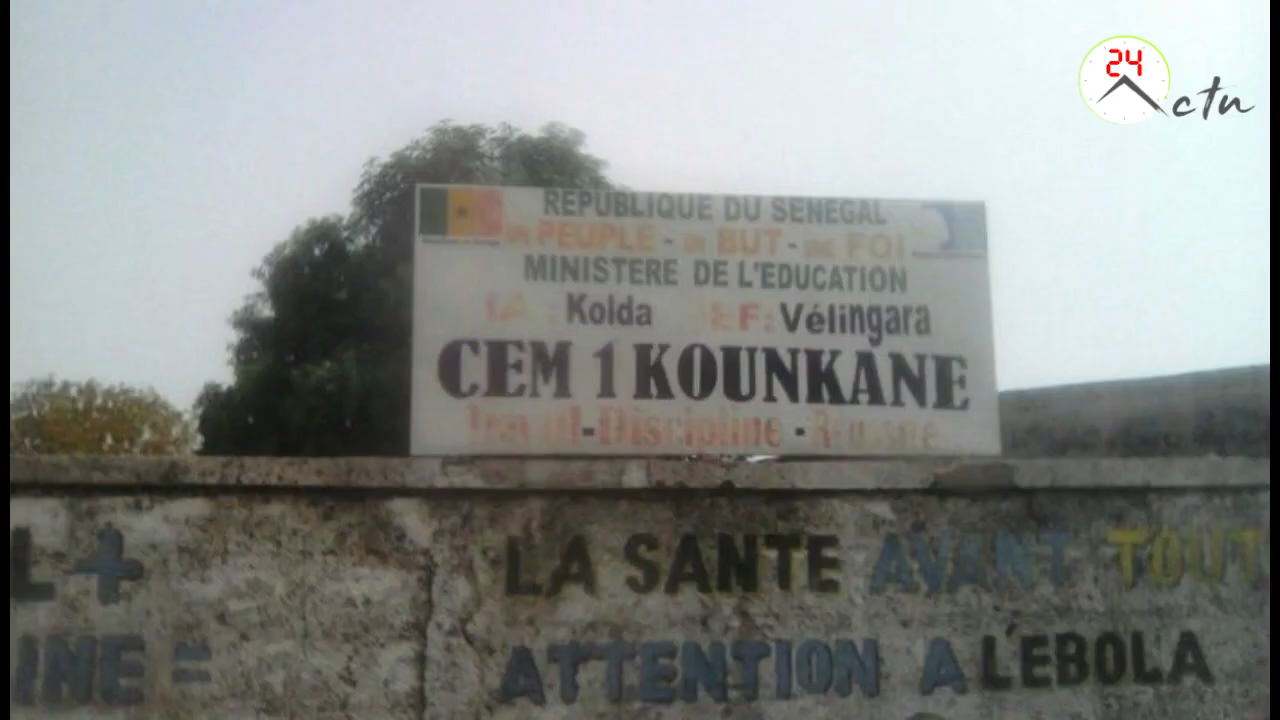 24
Actu
REPUBLIQUE DU SENEGAL
UN PEUPLE - UN BUT - UNE FOI
MINISTERE DE L'EDUCATION
IA : Kolda IEF: Vélingara
CEM 1 KOUNKANE
Travail-Discipline-Réussite
L + LA SANTE AVANT TOUT
INE = ATTENTION A L'EBOLA